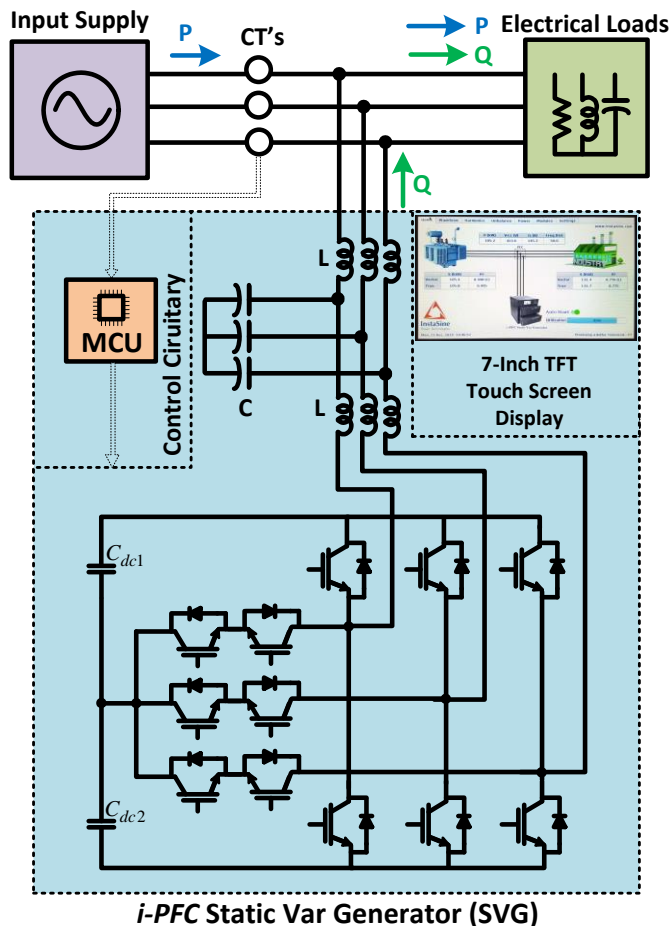 Input Supply
P
CT's
P
Q
Electrical Loads
Q
L
MCU
Control Ciruitary
C
L
InstaSine
7-Inch TFT
Touch Screen
Display
Cdc1
Cdc2
i-PFC Static Var Generator (SVG)